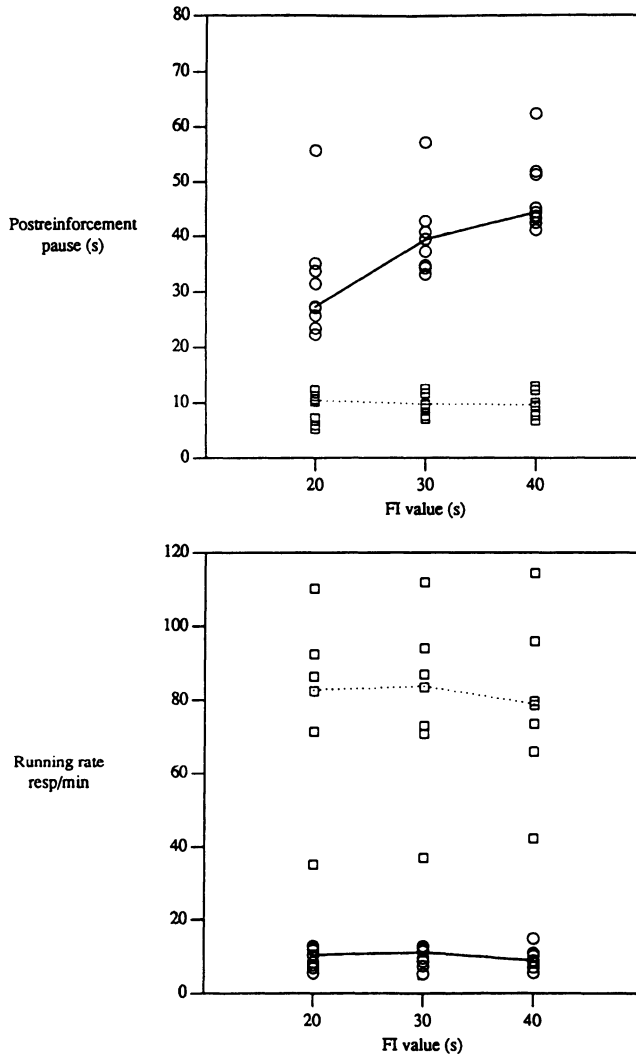 80
70
60
50
40
30
20
10
0
Postreinforcement
pause (s)
20 30 40
FI value (s)
120
100
80
60
40
20
0
Running rate
resp/min
20 30 40
FI value (s)